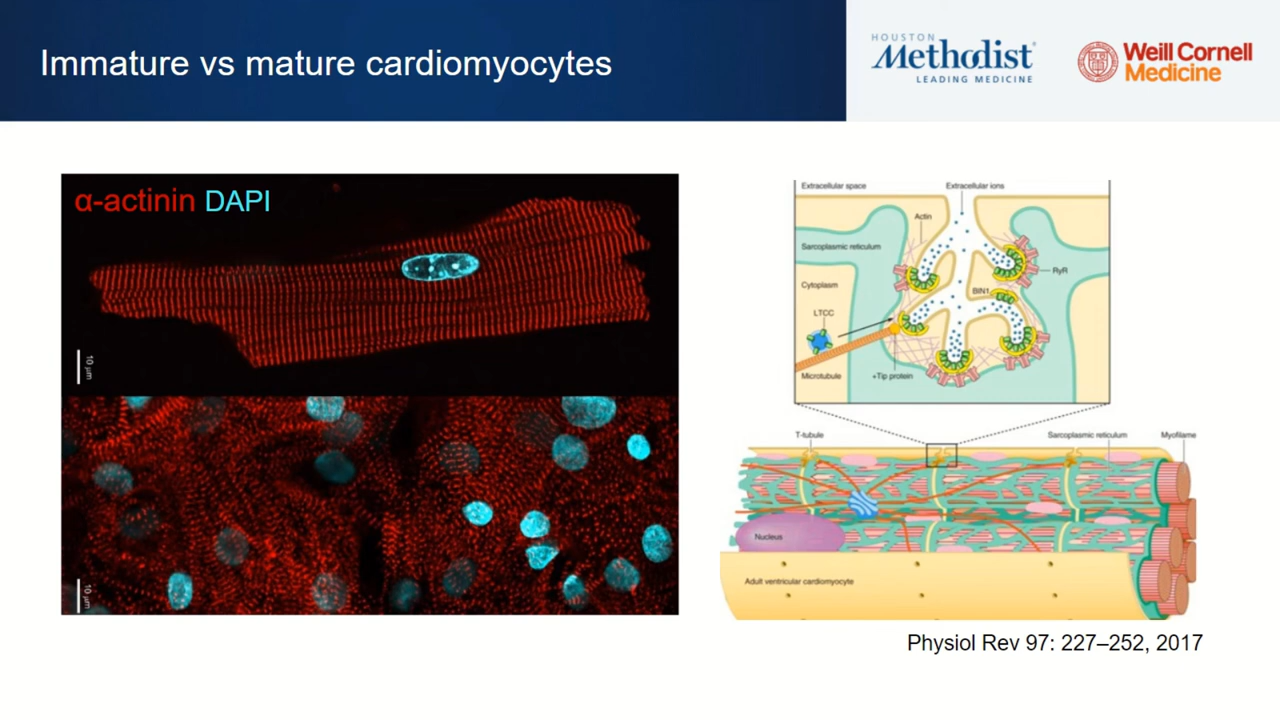 Immature vs mature cardiomyocytes
HOUSTON
Methodist
LEADING MEDICINE
Weill Cornell
Medicine
α-actinin DAPI
10 µm
10 µm
Extracellular space
Extracellular ions
Actin
Sarcoplasmic reticulum
RyR
Cytoplasm
BIN1
LTCC
Microtubule
+Tip protein
T-tubule
Sarcoplasmic reticulum
Myofilame
Nucleus
Adult ventricular cardiomyocyte
Physiol Rev 97: 227–252, 2017